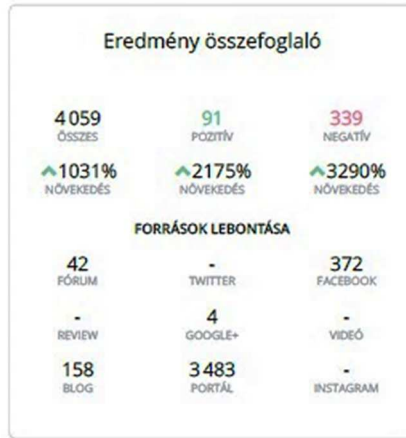 Eredmény összefoglaló
4 059 91 339
ÖSSZES POZITÍV NEGATÍV
1031% 2175% 3290%
NÖVEKEDÉS NÖVEKEDÉS NÖVEKEDÉS
FORRÁSOK LEBONTÁSA
42 - 372
FÓRUM TWITTER FACEBOOK
- 4 -
REVIEW GOOGLE+ VIDEÓ
158 3 483 -
BLOG PORTÁL INSTAGRAM